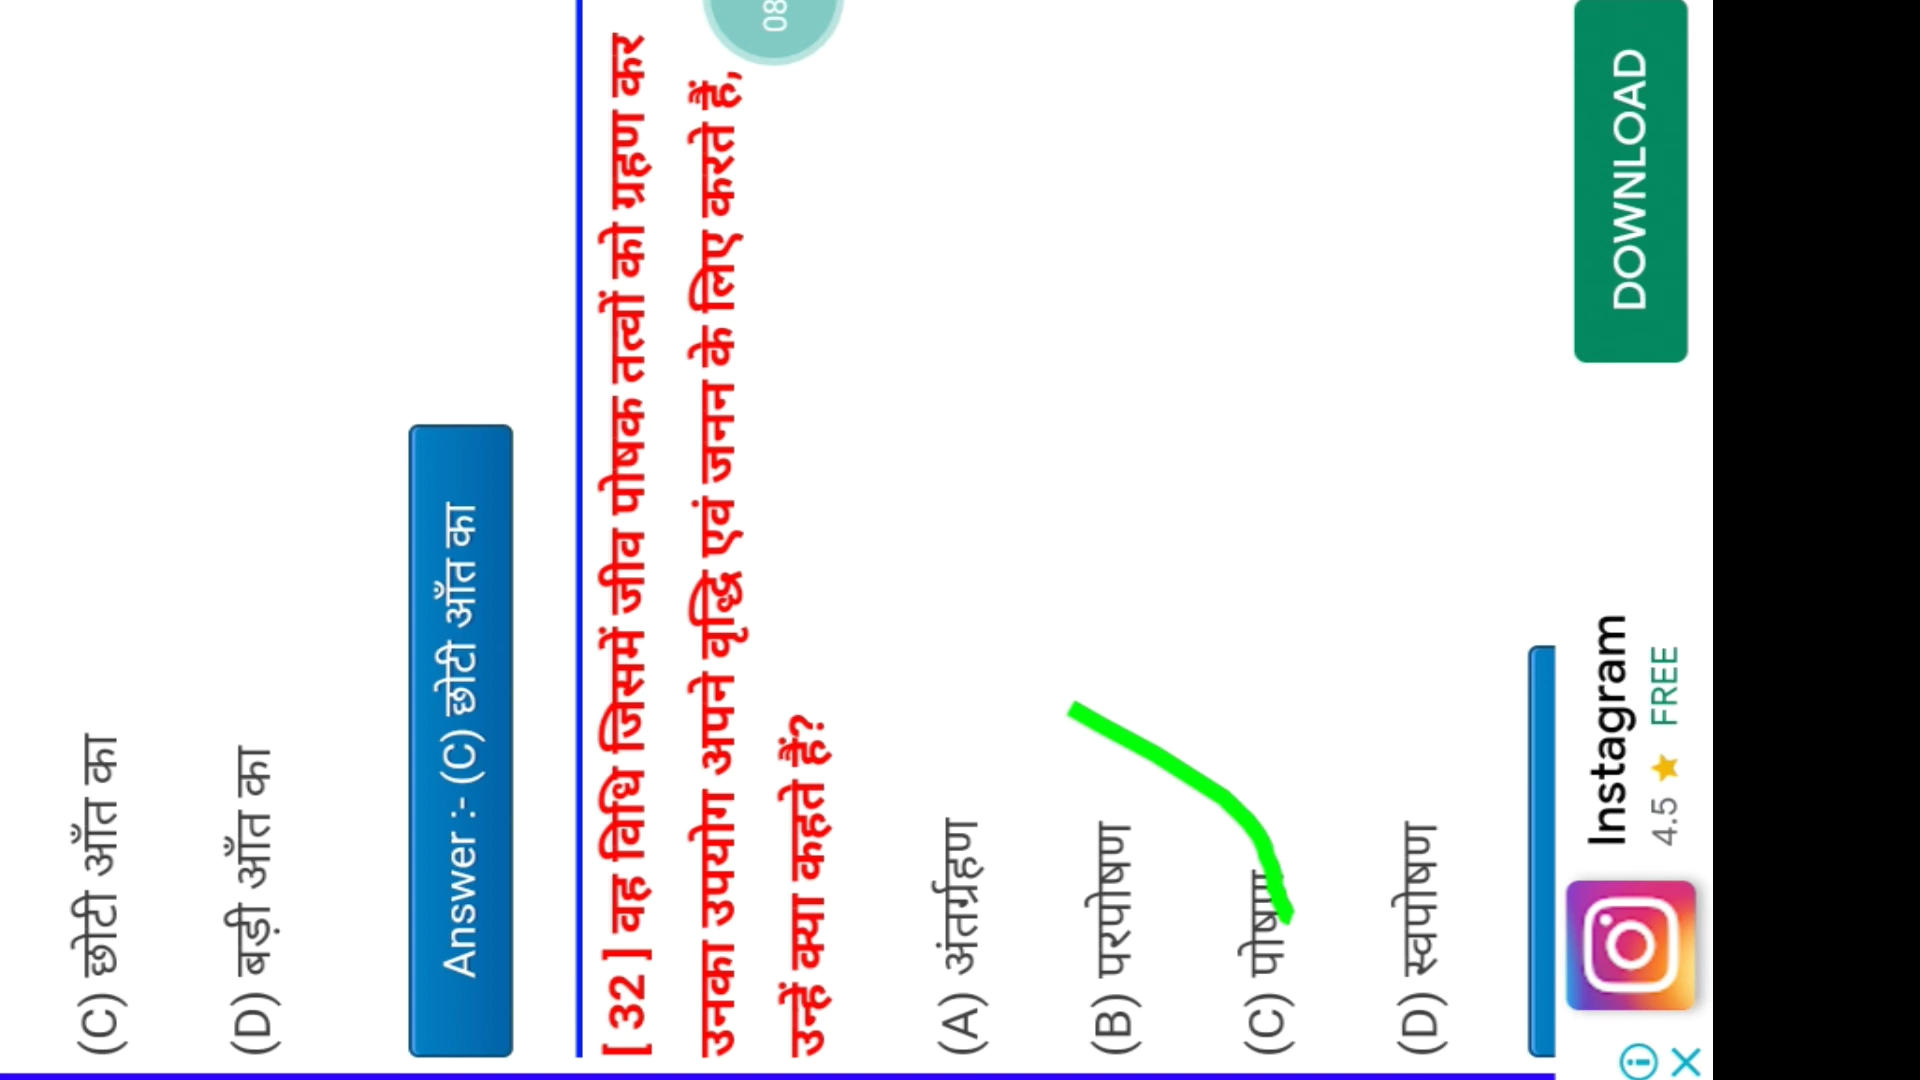 (C) छोटी आँत का
(D) बड़ी आँत का
Answer :- (C) छोटी आँत का
[ 32 ] वह विधि जिसमें जीव पोषक तत्वों को ग्रहण कर
उनका उपयोग अपने वृद्धि एवं जनन के लिए करते हैं,
उन्हें क्या कहते हैं?
(A) अंतर्ग्रहण
(B) परपोषण
(C) पोषण
(D) स्वपोषण
08
Instagram
4.5 ★ FREE
DOWNLOAD